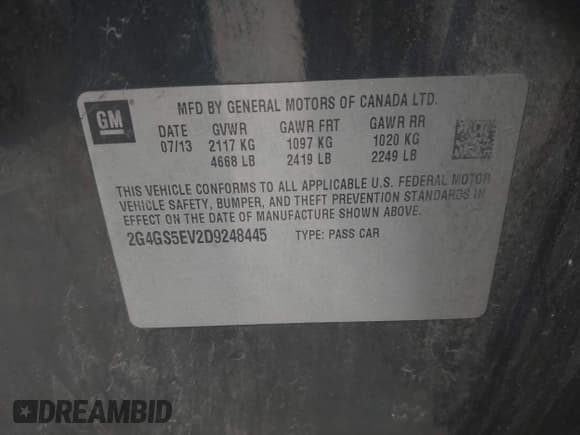 GM
MFD BY GENERAL MOTORS OF CANADA LTD.
DATE GVWR GAWR FRT GAWR RR
07/13 2117 KG 1097 KG 1020 KG
4668 LB 2419 LB 2249 LB
THIS VEHICLE CONFORMS TO ALL APPLICABLE U.S. FEDERAL MOTOR
VEHICLE SAFETY, BUMPER, AND THEFT PREVENTION STANDARDS IN
EFFECT ON THE DATE OF MANUFACTURE SHOWN ABOVE.
2G4GS5EV2D9248445 TYPE: PASS CAR
DREAMBID